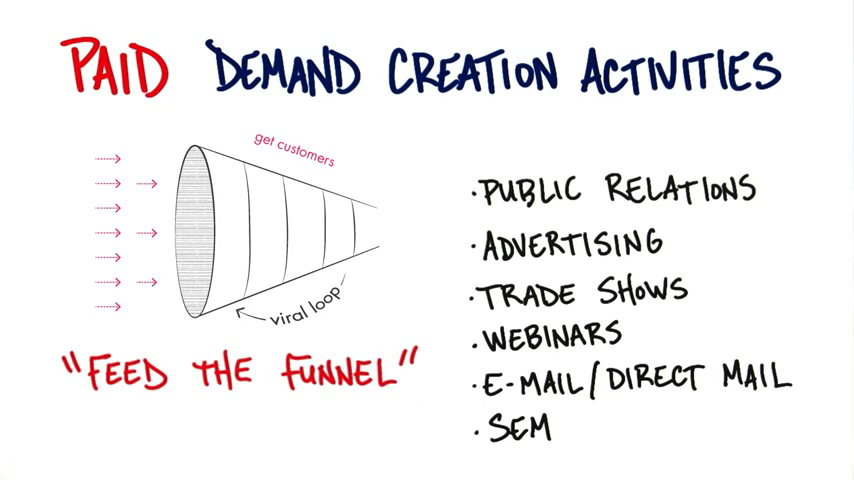 PAID DEMAND CREATION ACTIVITIES
get customers
viral loop
"FEED THE FUNNEL"
· PUBLIC RELATIONS
· ADVERTISING
· TRADE SHOWS
· WEBINARS
· E-MAIL/DIRECT MAIL
· SEM